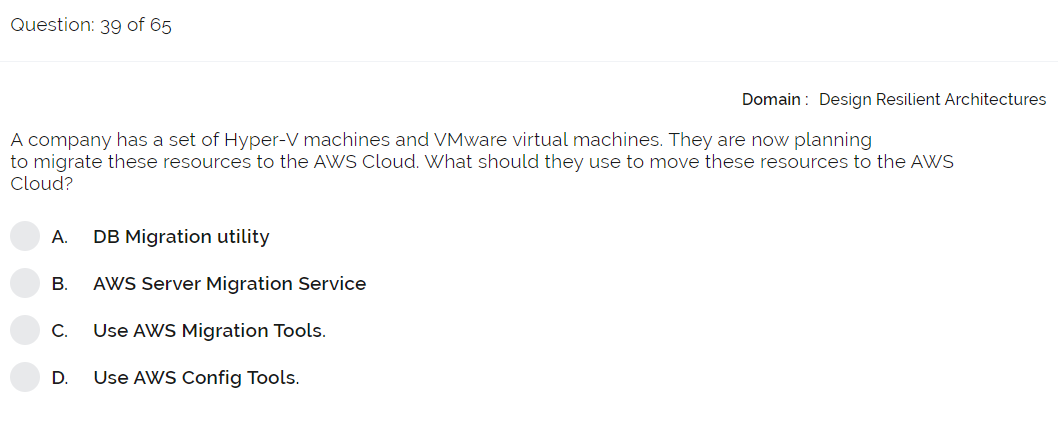 Question: 39 of 65
Domain : Design Resilient Architectures
A company has a set of Hyper-V machines and VMware virtual machines. They are now planning
to migrate these resources to the AWS Cloud. What should they use to move these resources to the AWS
Cloud?
A. DB Migration utility
B. AWS Server Migration Service
C. Use AWS Migration Tools.
D. Use AWS Config Tools.